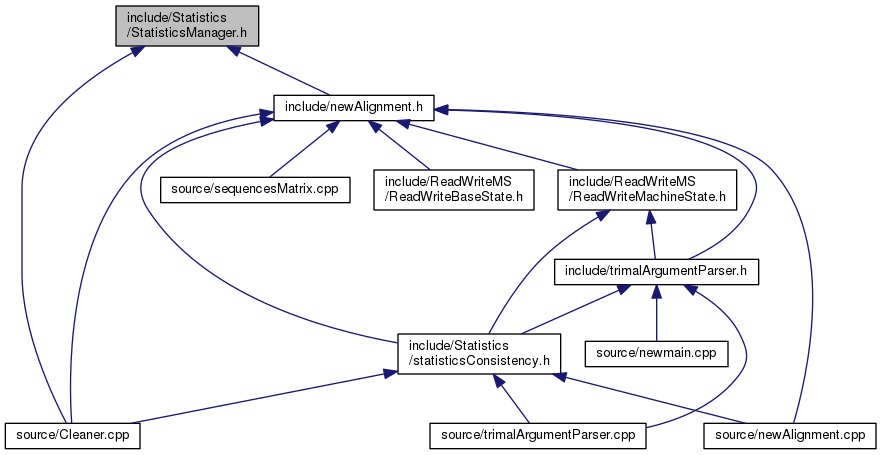 include/Statistics
/StatisticsManager.h
include/newAlignment.h
source/sequencesMatrix.cpp
include/ReadWriteMS
/ReadWriteBaseState.h
include/ReadWriteMS
/ReadWriteMachineState.h
include/trimalArgumentParser.h
include/Statistics
/statisticsConsistency.h
source/newmain.cpp
source/Cleaner.cpp
source/trimalArgumentParser.cpp
source/newAlignment.cpp